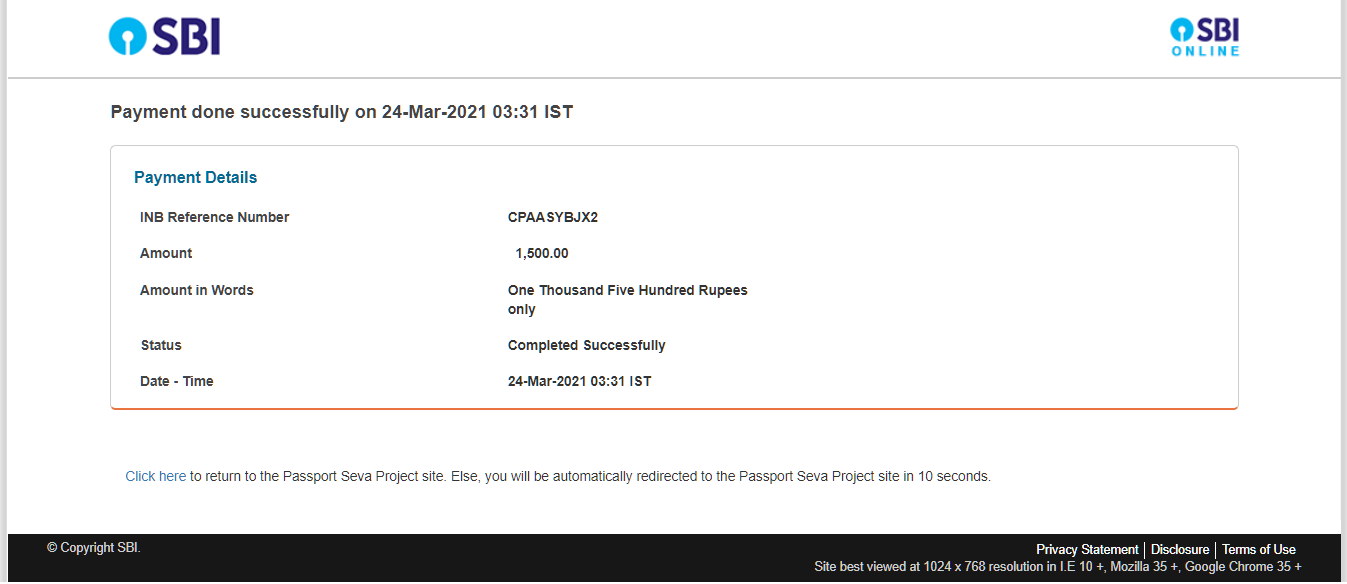 SBI
SBI
ONLINE
Payment done successfully on 24-Mar-2021 03:31 IST
Payment Details
INB Reference Number CPAASYBJX2
Amount 1,500.00
Amount in Words One Thousand Five Hundred Rupees
only
Status Completed Successfully
Date - Time 24-Mar-2021 03:31 IST
Click here to return to the Passport Seva Project site. Else, you will be automatically redirected to the Passport Seva Project site in 10 seconds.
© Copyright SBI. Privacy Statement | Disclosure | Terms of Use
Site best viewed at 1024 x 768 resolution in I.E 10 +, Mozilla 35 +, Google Chrome 35 +